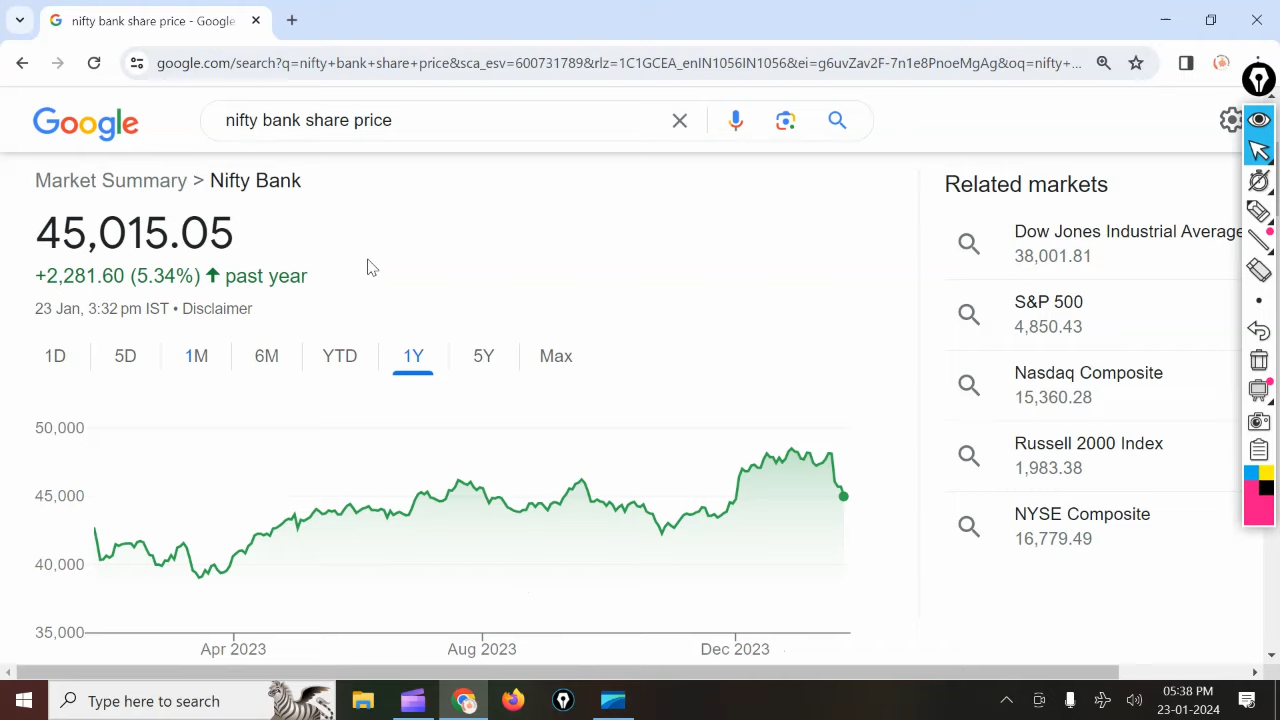 nifty bank share price - Google
google.com/search?q=nifty+bank+share+price&sca_esv=600731789&rlz=1C1GCEA_enIN1056IN1056&ei=g6uvZav2F-7n1e8PnoeMgAg&oq=nifty+...
Google
nifty bank share price
Market Summary > Nifty Bank
45,015.05
+2,281.60 (5.34%) ↑ past year
23 Jan, 3:32 pm IST • Disclaimer
1D 5D 1M 6M YTD 1Y 5Y Max
50,000
45,000
40,000
35,000
Apr 2023 Aug 2023 Dec 2023
Related markets
Dow Jones Industrial Average
38,001.81
S&P 500
4,850.43
Nasdaq Composite
15,360.28
Russell 2000 Index
1,983.38
NYSE Composite
16,779.49
Type here to search
05:38 PM
23-01-2024